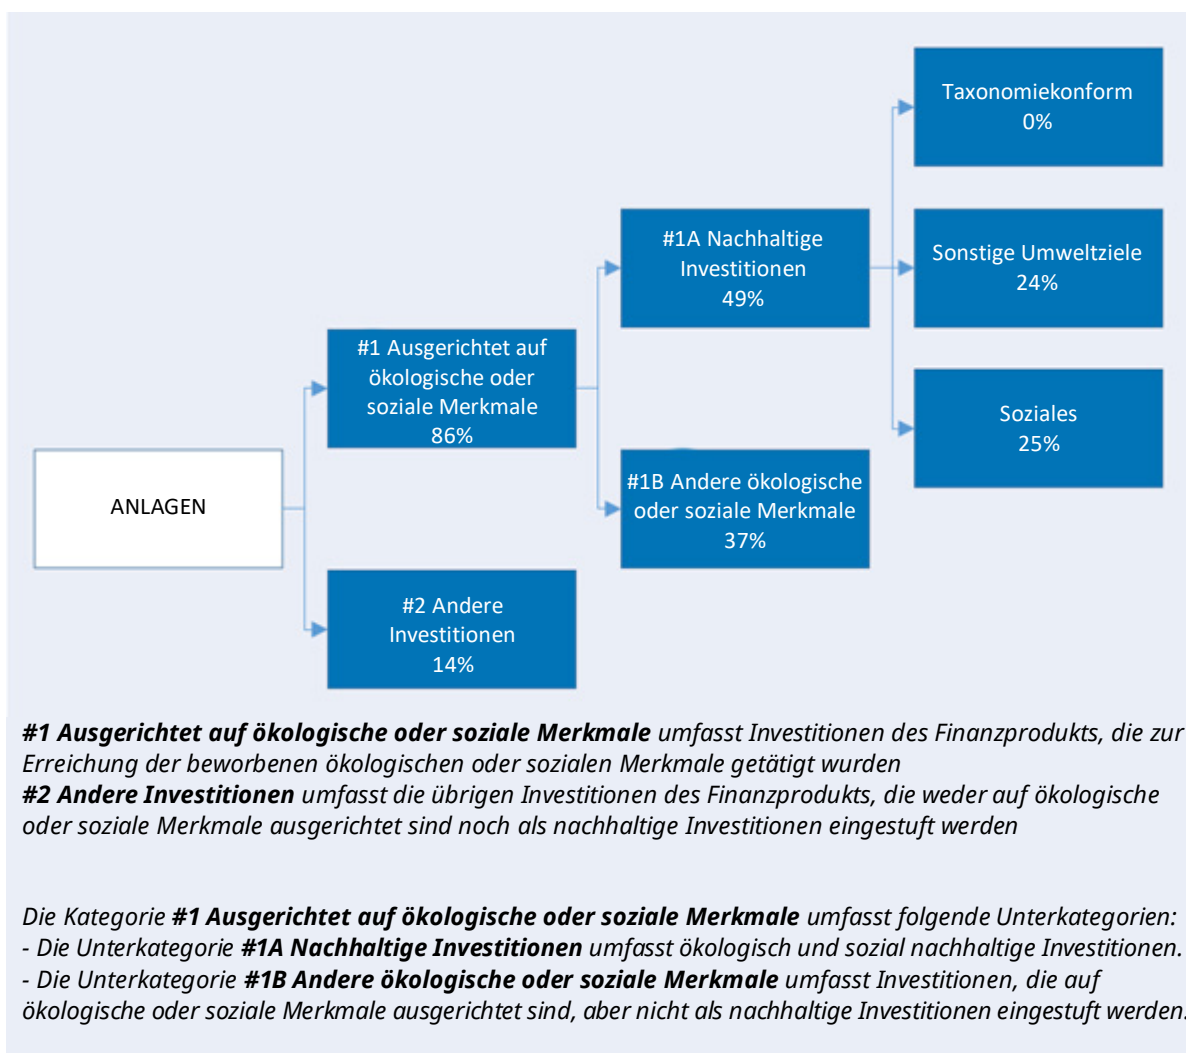 Taxonomiekonform
0%
#1A Nachhaltige
Investitionen
49%
Sonstige Umweltziele
24%
#1 Ausgerichtet auf
ökologische oder
soziale Merkmale
86%
Soziales
25%
ANLAGEN
#1B Andere ökologische
oder soziale Merkmale
37%
#2 Andere
Investitionen
14%
#1 Ausgerichtet auf ökologische oder soziale Merkmale umfasst Investitionen des Finanzprodukts, die zur
Erreichung der beworbenen ökologischen oder sozialen Merkmale getätigt wurden
#2 Andere Investitionen umfasst die übrigen Investitionen des Finanzprodukts, die weder auf ökologische
oder soziale Merkmale ausgerichtet sind noch als nachhaltige Investitionen eingestuft werden
Die Kategorie #1 Ausgerichtet auf ökologische oder soziale Merkmale umfasst folgende Unterkategorien:
- Die Unterkategorie #1A Nachhaltige Investitionen umfasst ökologisch und sozial nachhaltige Investitionen.
- Die Unterkategorie #1B Andere ökologische oder soziale Merkmale umfasst Investitionen, die auf
ökologische oder soziale Merkmale ausgerichtet sind, aber nicht als nachhaltige Investitionen eingestuft werden.